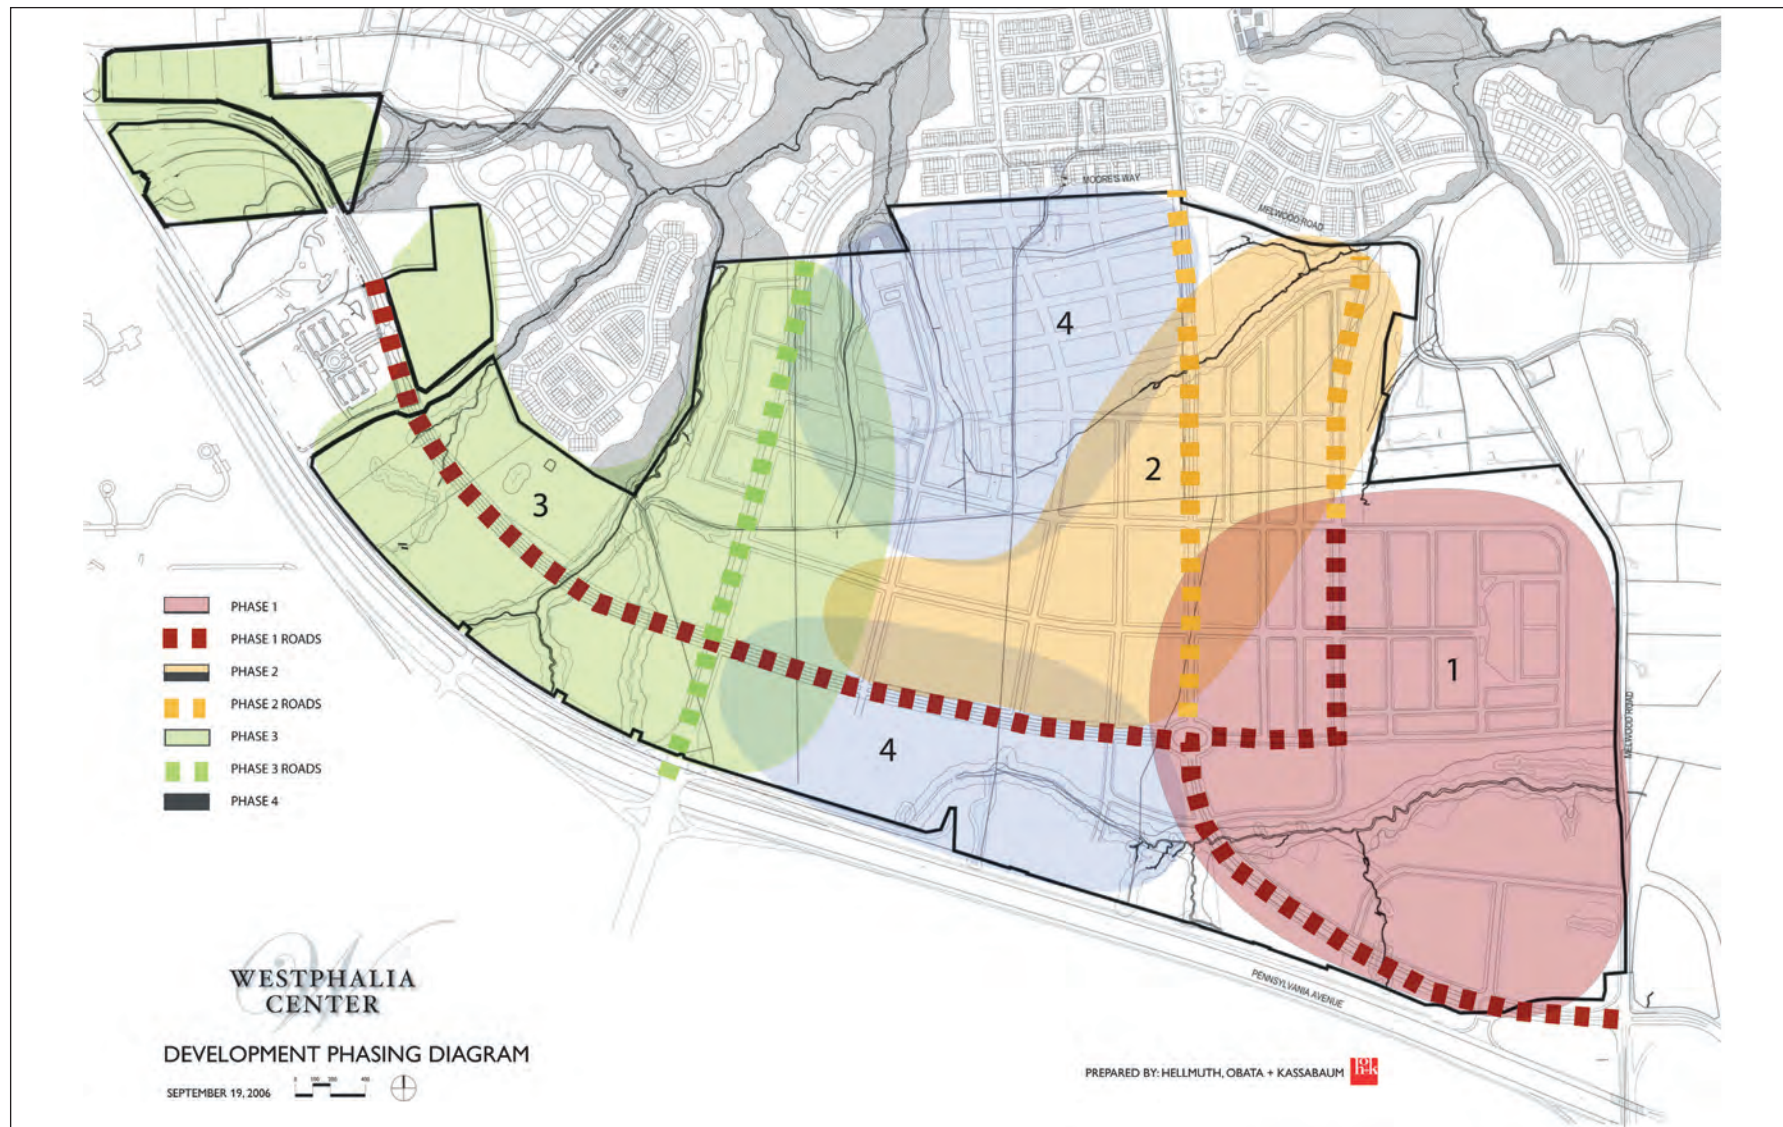 MOORE'S WAY
MELWOOD ROAD
4
2
3
1
4
MELWOOD ROAD
PENNSYLVANIA AVENUE
PHASE 1
PHASE 1 ROADS
PHASE 2
PHASE 2 ROADS
PHASE 3
PHASE 3 ROADS
PHASE 4
WESTPHALIA
CENTER
DEVELOPMENT PHASING DIAGRAM
SEPTEMBER 19, 2006
PREPARED BY: HELLMUTH, OBATA + KASSABAUM